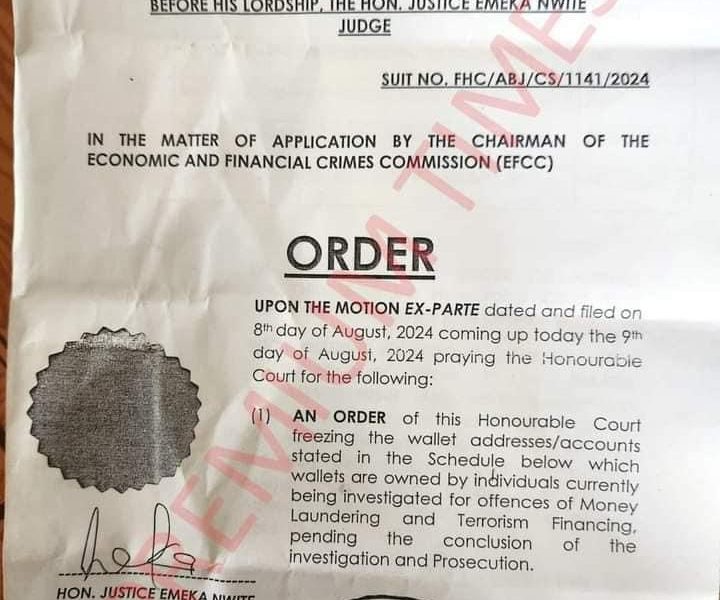 BEFORE HIS LORDSHIP, THE HON. JUSTICE EMEKA NWITE
JUDGE
SUIT NO. FHC/ABJ/CS/1141/2024
IN THE MATTER OF APPLICATION BY THE CHAIRMAN OF THE
ECONOMIC AND FINANCIAL CRIMES COMMISSION (EFCC)
ORDER
UPON THE MOTION EX-PARTE dated and filed on
8th day of August, 2024 coming up today the 9th
day of August, 2024 praying the Honourable
Court for the following:
(1) AN ORDER of this Honourable Court
freezing the wallet addresses/accounts
stated in the Schedule below which
wallets are owned by individuals currently
being investigated for offences of Money
Laundering and Terrorism Financing,
pending the conclusion of the
investigation and Prosecution.
HON. JUSTICE EMEKA NWITE
PREMIUM TIMES